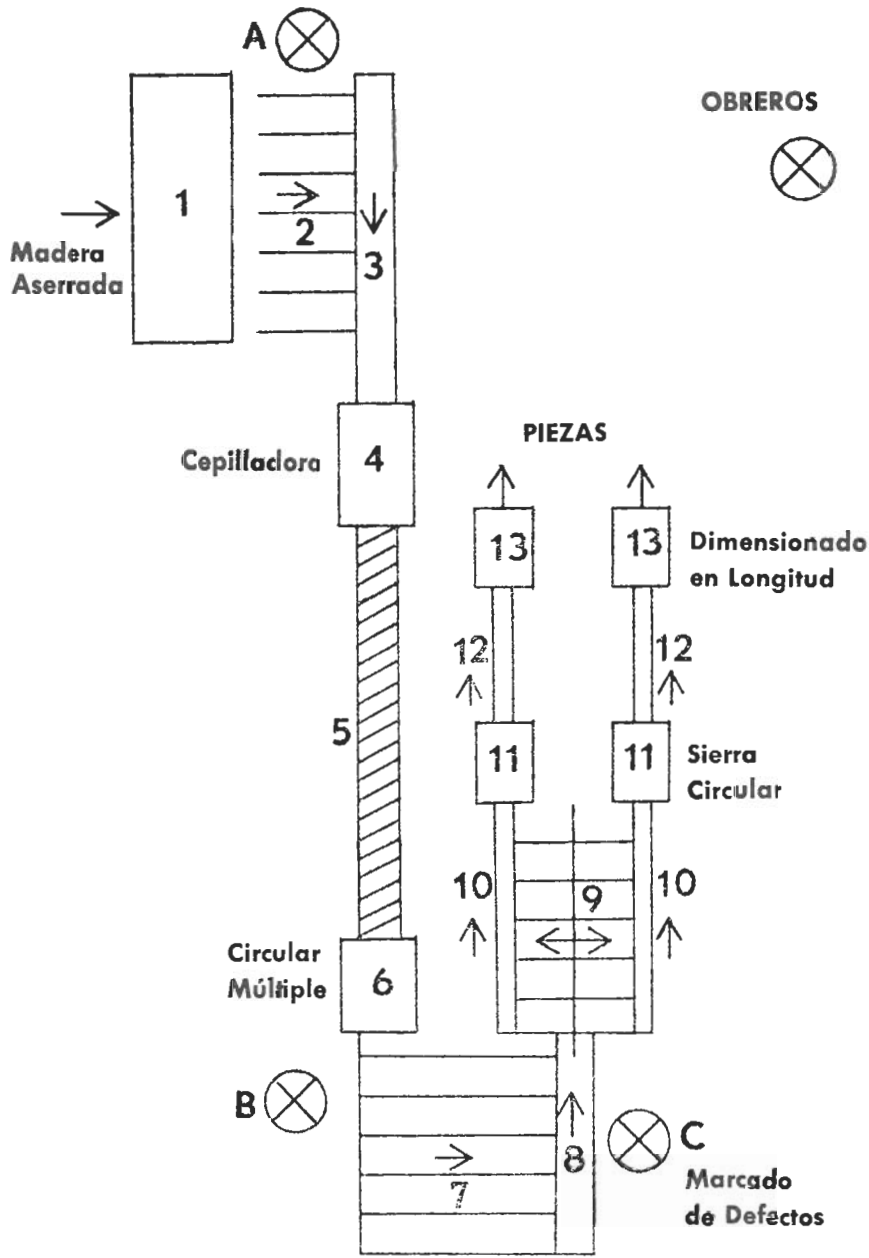 A
OBREROS
1
2
3
Madera
Aserrada
Cepilladora
4
PIEZAS
13
13
Dimensionado
en Longitud
12
12
5
11
11
Sierra
Circular
10
9
10
Circular
Múltiple
6
B
7
8
C
Marcado
de Defectos